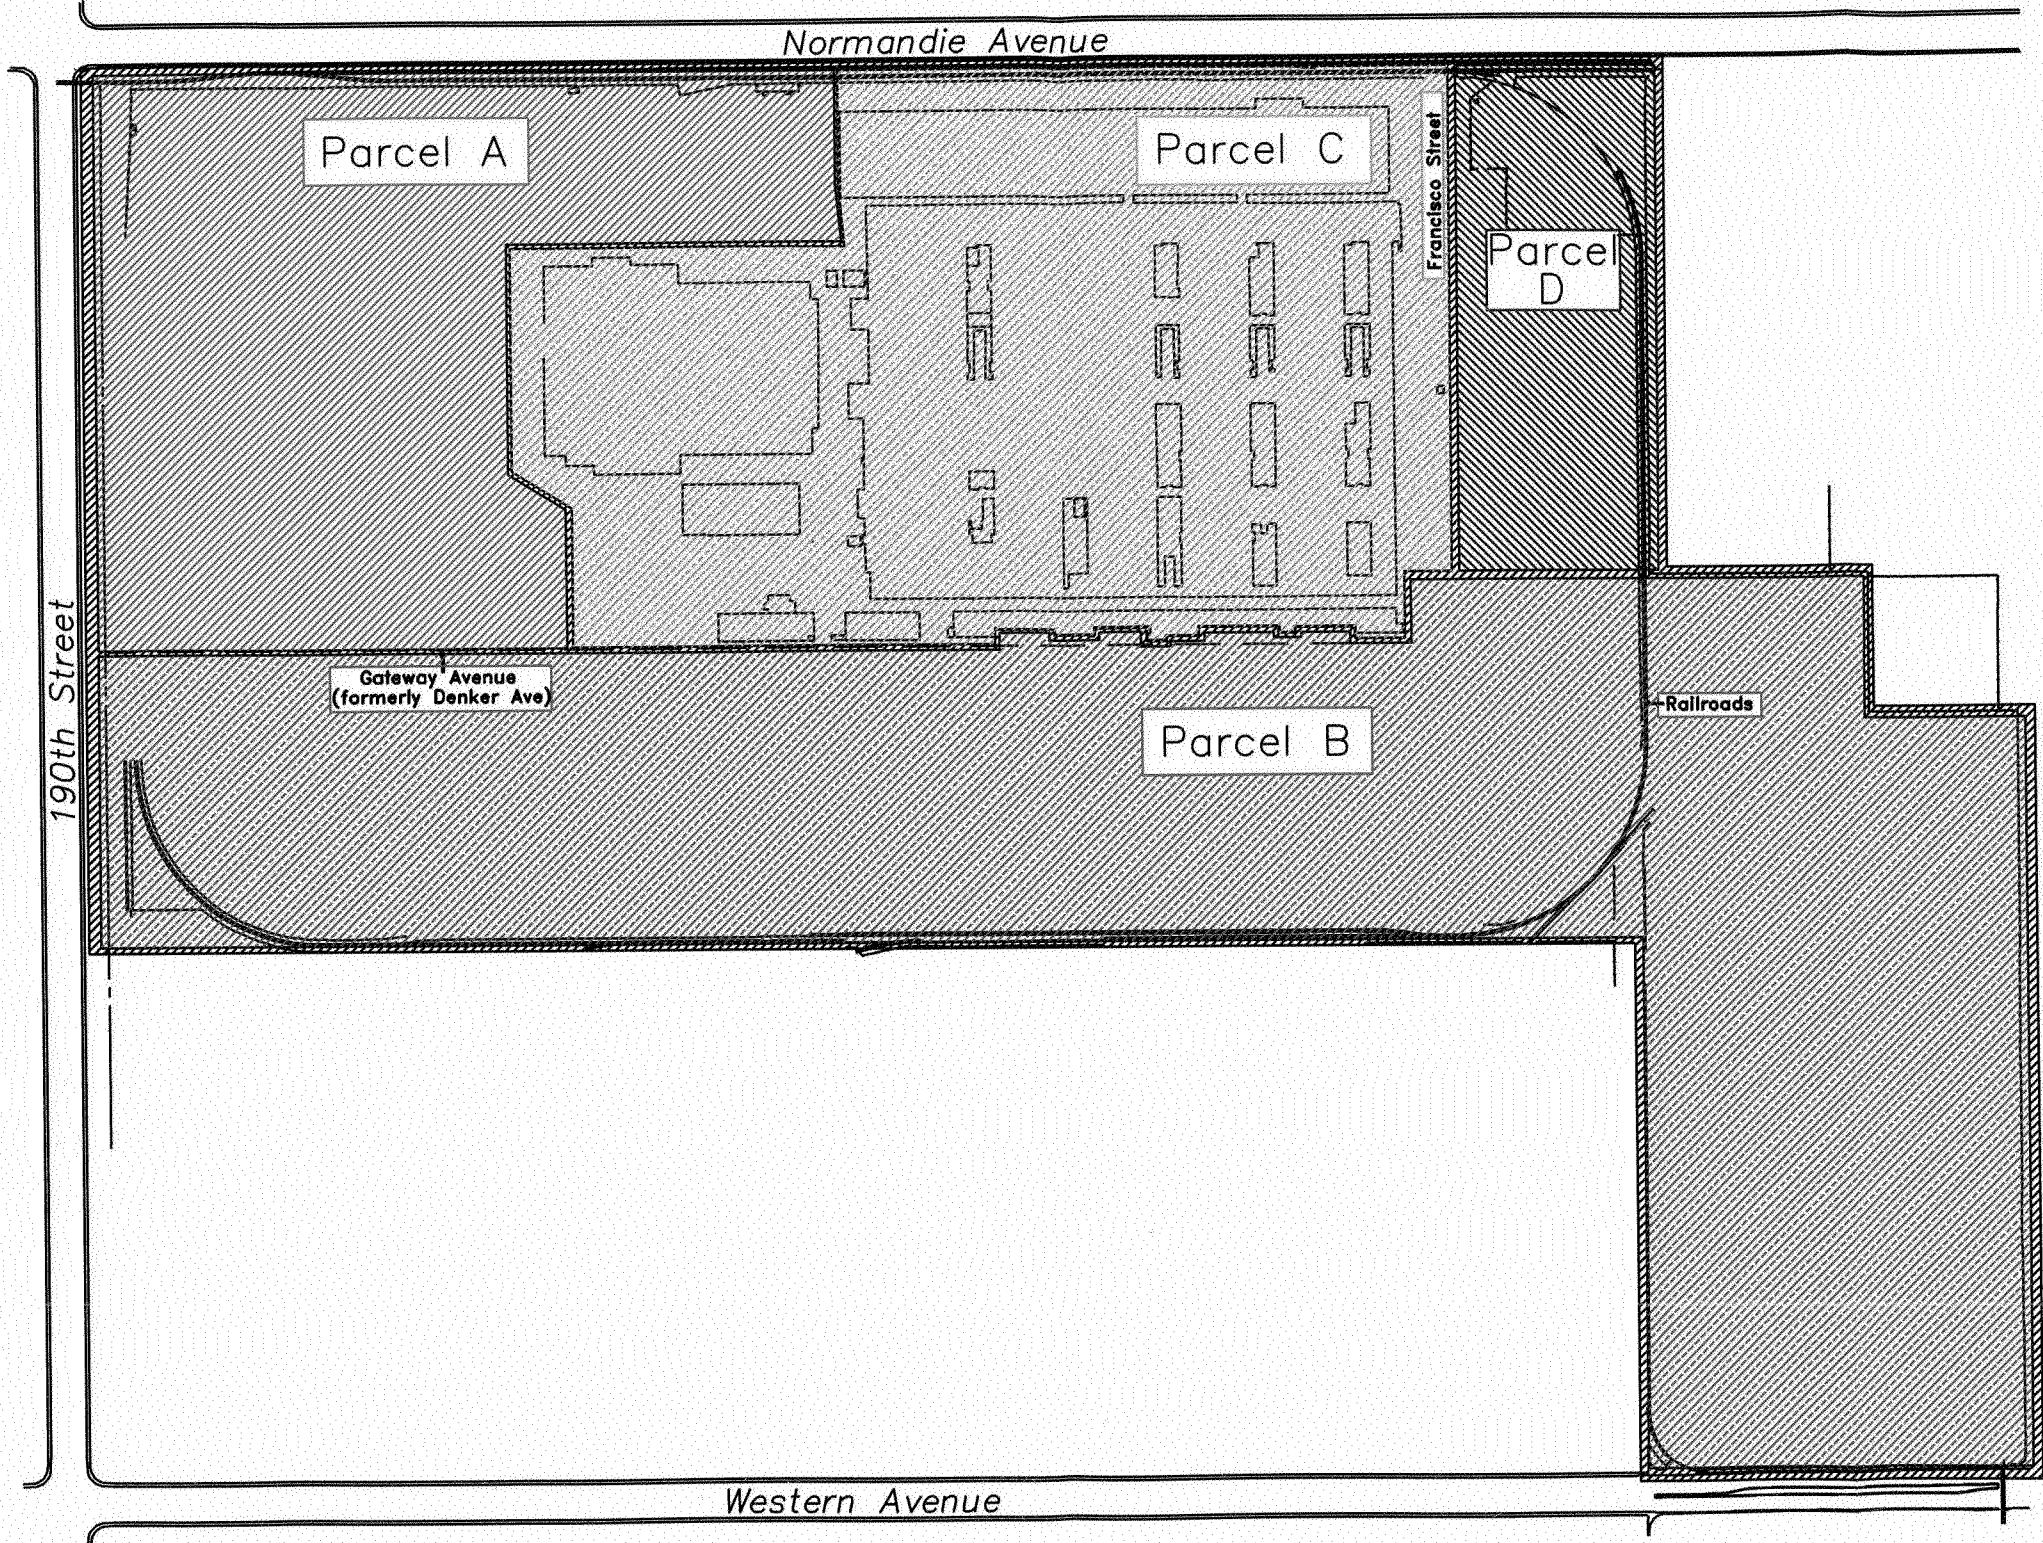 Normandie Avenue
Parcel A
Parcel C
Francisco Street
Parcel
D
190th Street
Gateway Avenue
(formerly Denker Ave)
Railroads
Parcel B
Western Avenue